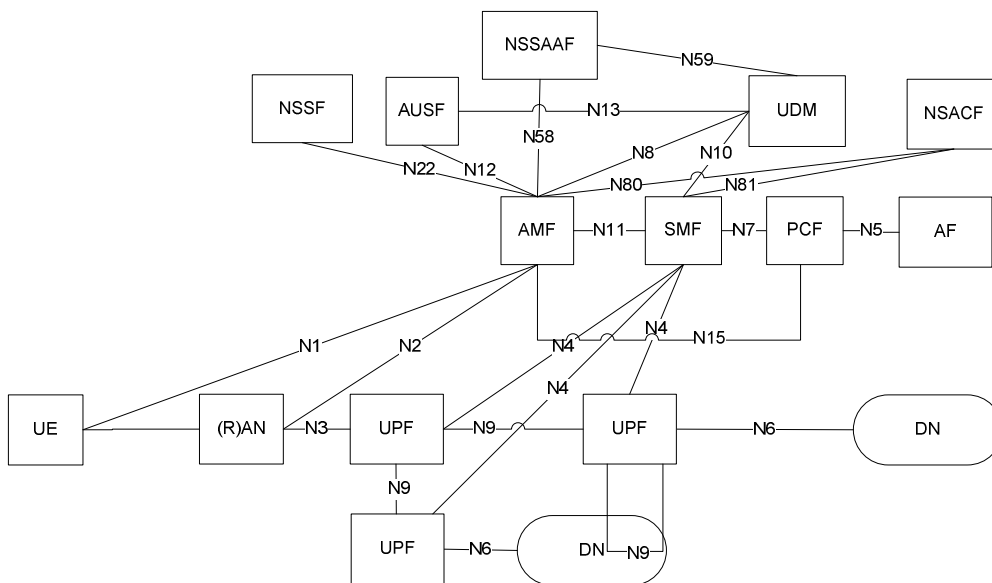 NSSAAF
N59
NSSF
AUSF
N13
UDM
NSACF
N58
N22
N12
N8
N10
N80
N81
AMF
N11
SMF
N7
PCF
N5
AF
N1
N2
N4
N4
N15
N4
UE
(R)AN
N3
UPF
N9
UPF
N6
DN
N9
UPF
N6
DN
N9